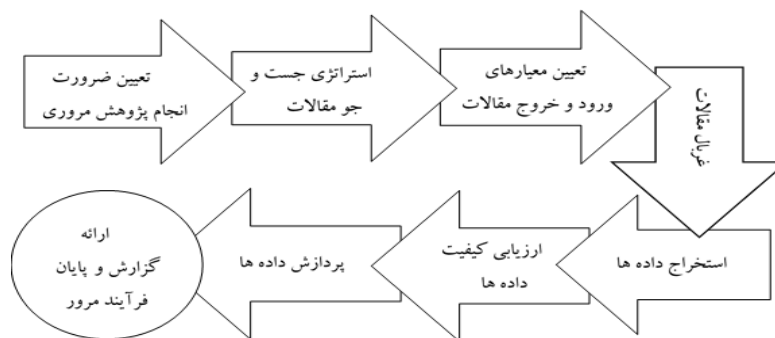 تعیین ضرورت
انجام پژوهش مروری
استراتژی جست و
جو مقالات
تعیین معیارهای
ورود و خروج مقالات
غربال مقالات
استخراج داده ها
ارزیابی کیفیت
داده ها
پردازش داده ها
ارائه
گزارش و پایان
فرآیند مرور